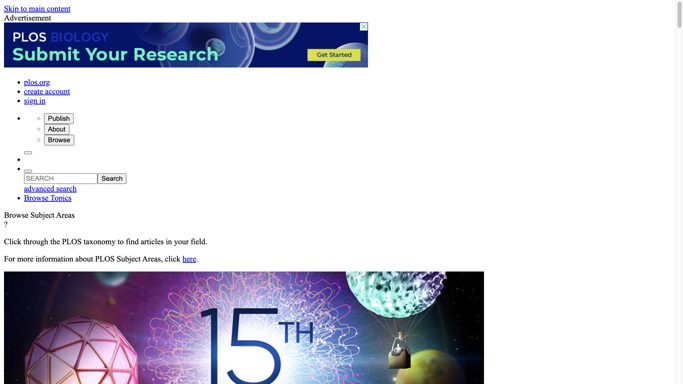 Skip to main content
Advertisement
PLOS BIOLOGY
Submit Your Research
Get Started
plos.org
create account
sign in
Publish
About
Browse
SEARCH Search
advanced search
Browse Topics
Browse Subject Areas
?
Click through the PLOS taxonomy to find articles in your field.
For more information about PLOS Subject Areas, click here.
15TH